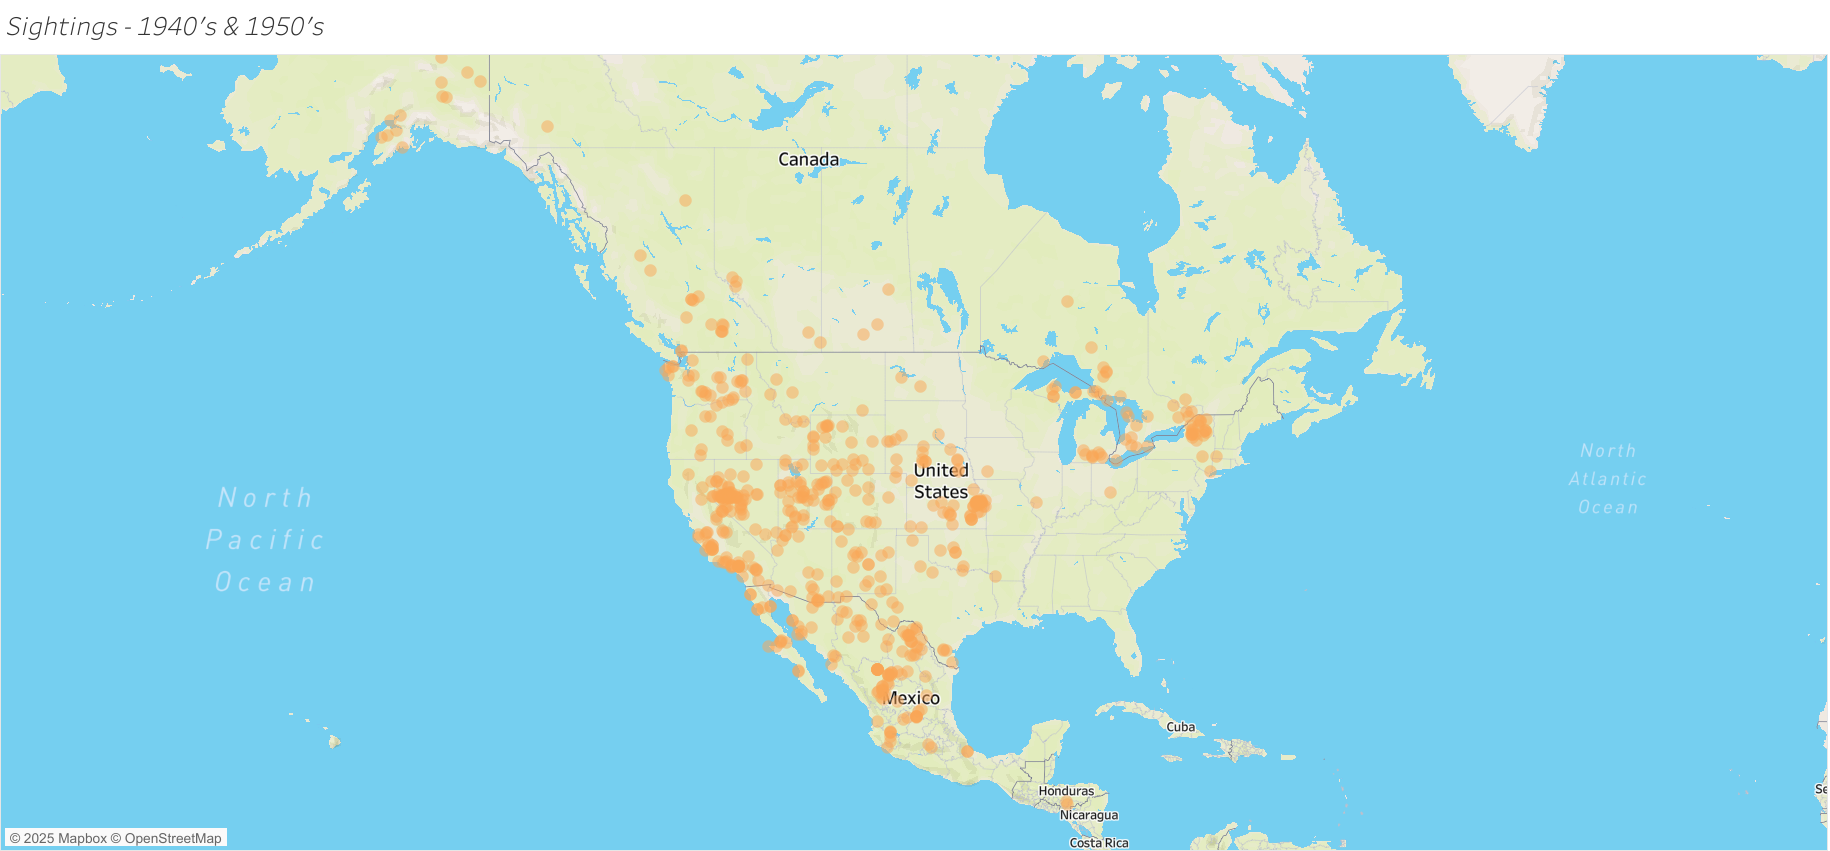 Sightings - 1940's & 1950's
Canada
United
States
North
Pacific
Ocean
North
Atlantic
Ocean
Mexico
Cuba
Honduras
Nicaragua
Costa Rica
Se
© 2025 Mapbox © OpenStreetMap